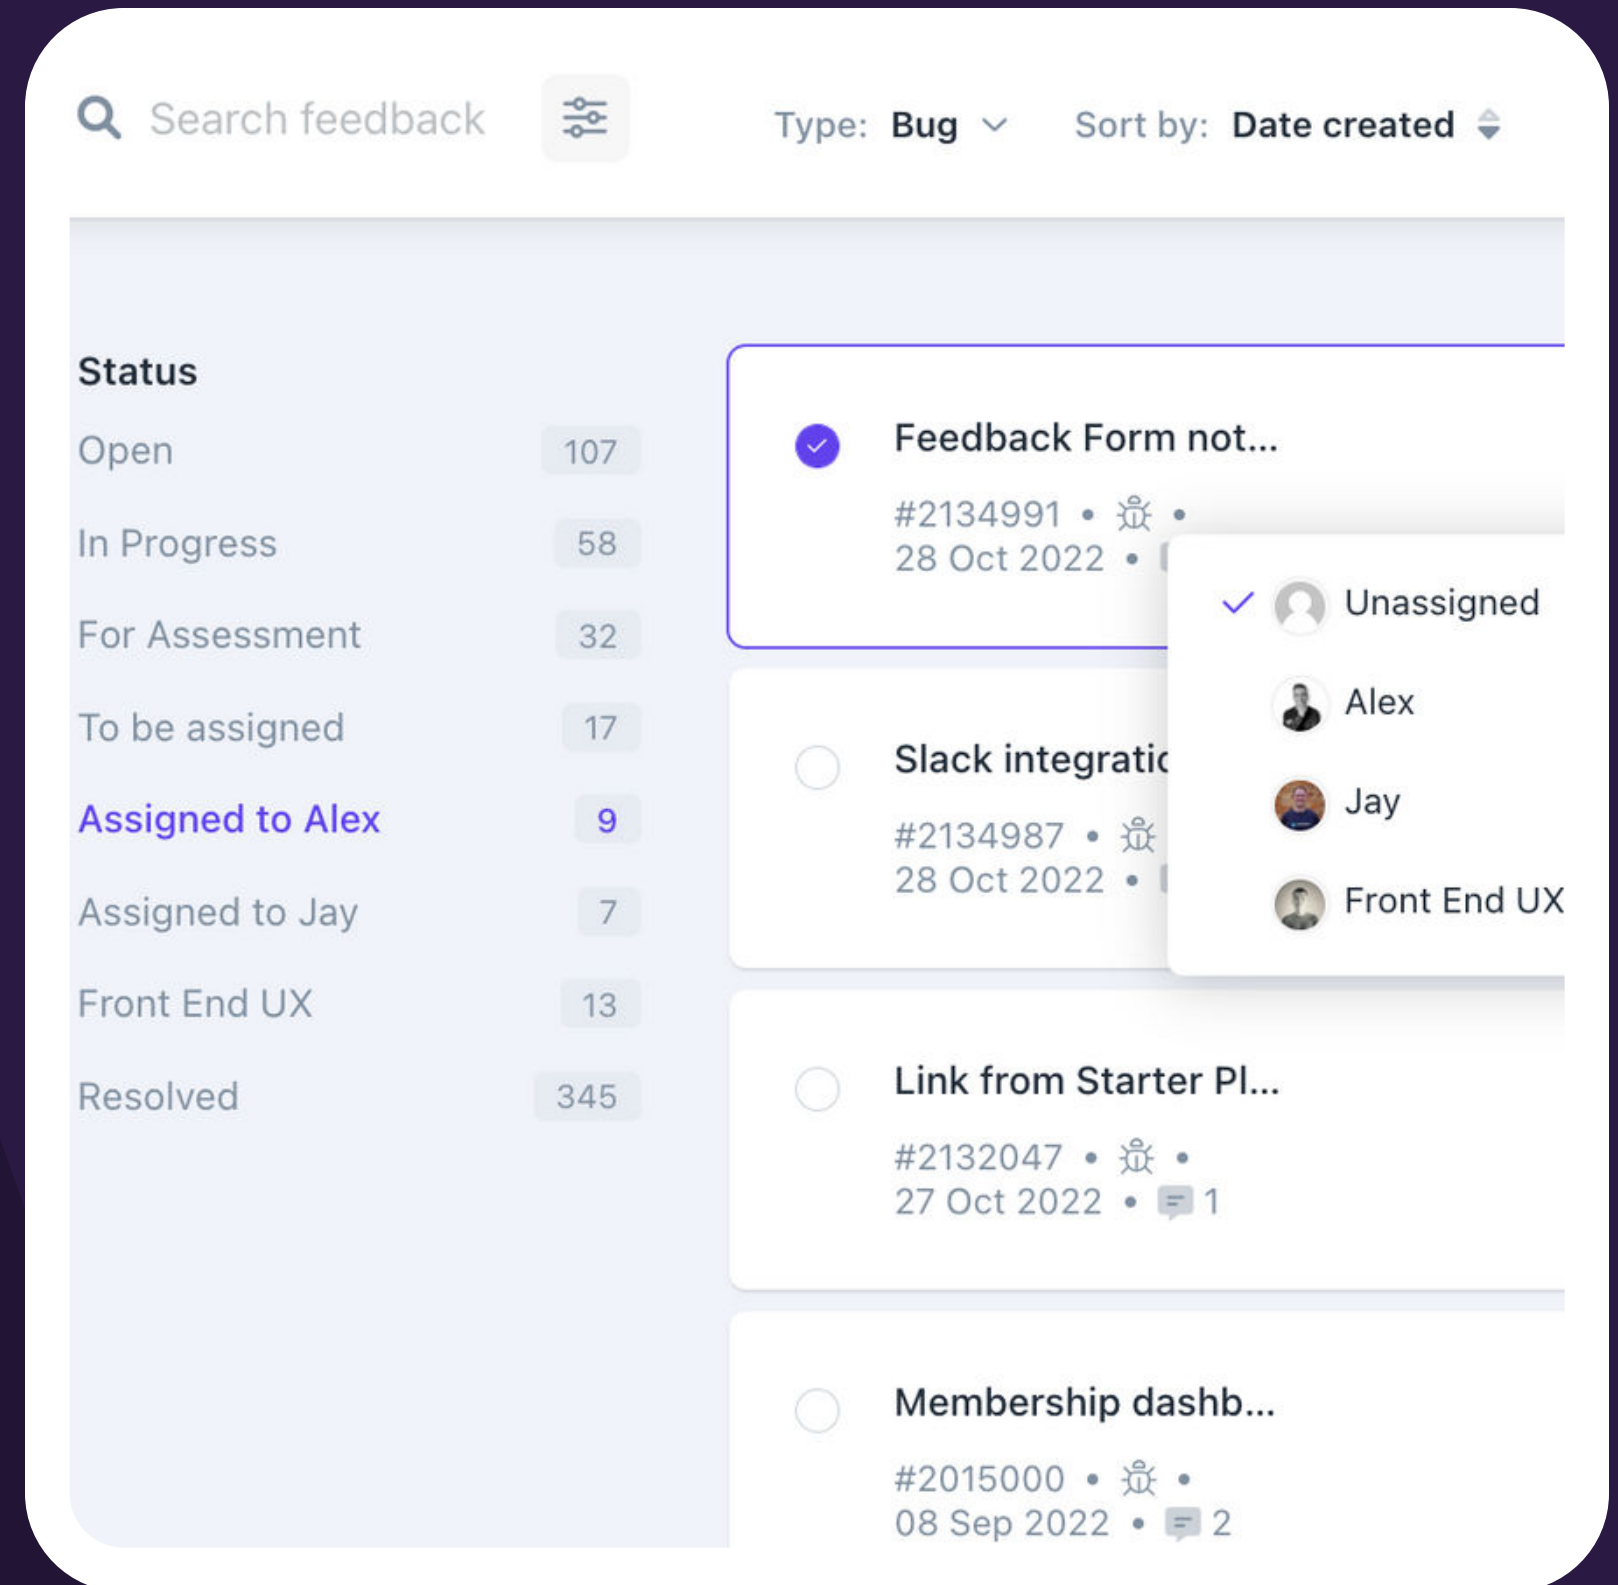 Search feedback
Type: Bug
Sort by: Date created
Status
Open 107
In Progress 58
For Assessment 32
To be assigned 17
Assigned to Alex 9
Assigned to Jay 7
Front End UX 13
Resolved 345
Feedback Form not...
#2134991 • •
28 Oct 2022 •
Unassigned
Alex
Jay
Front End UX
Slack
#2134987 •
28 Oct 2022 •
Link from Starter Pl...
#2132047 • •
27 Oct 2022 • 1
Membership dashb...
#2015000 • •
08 Sep 2022 • 2